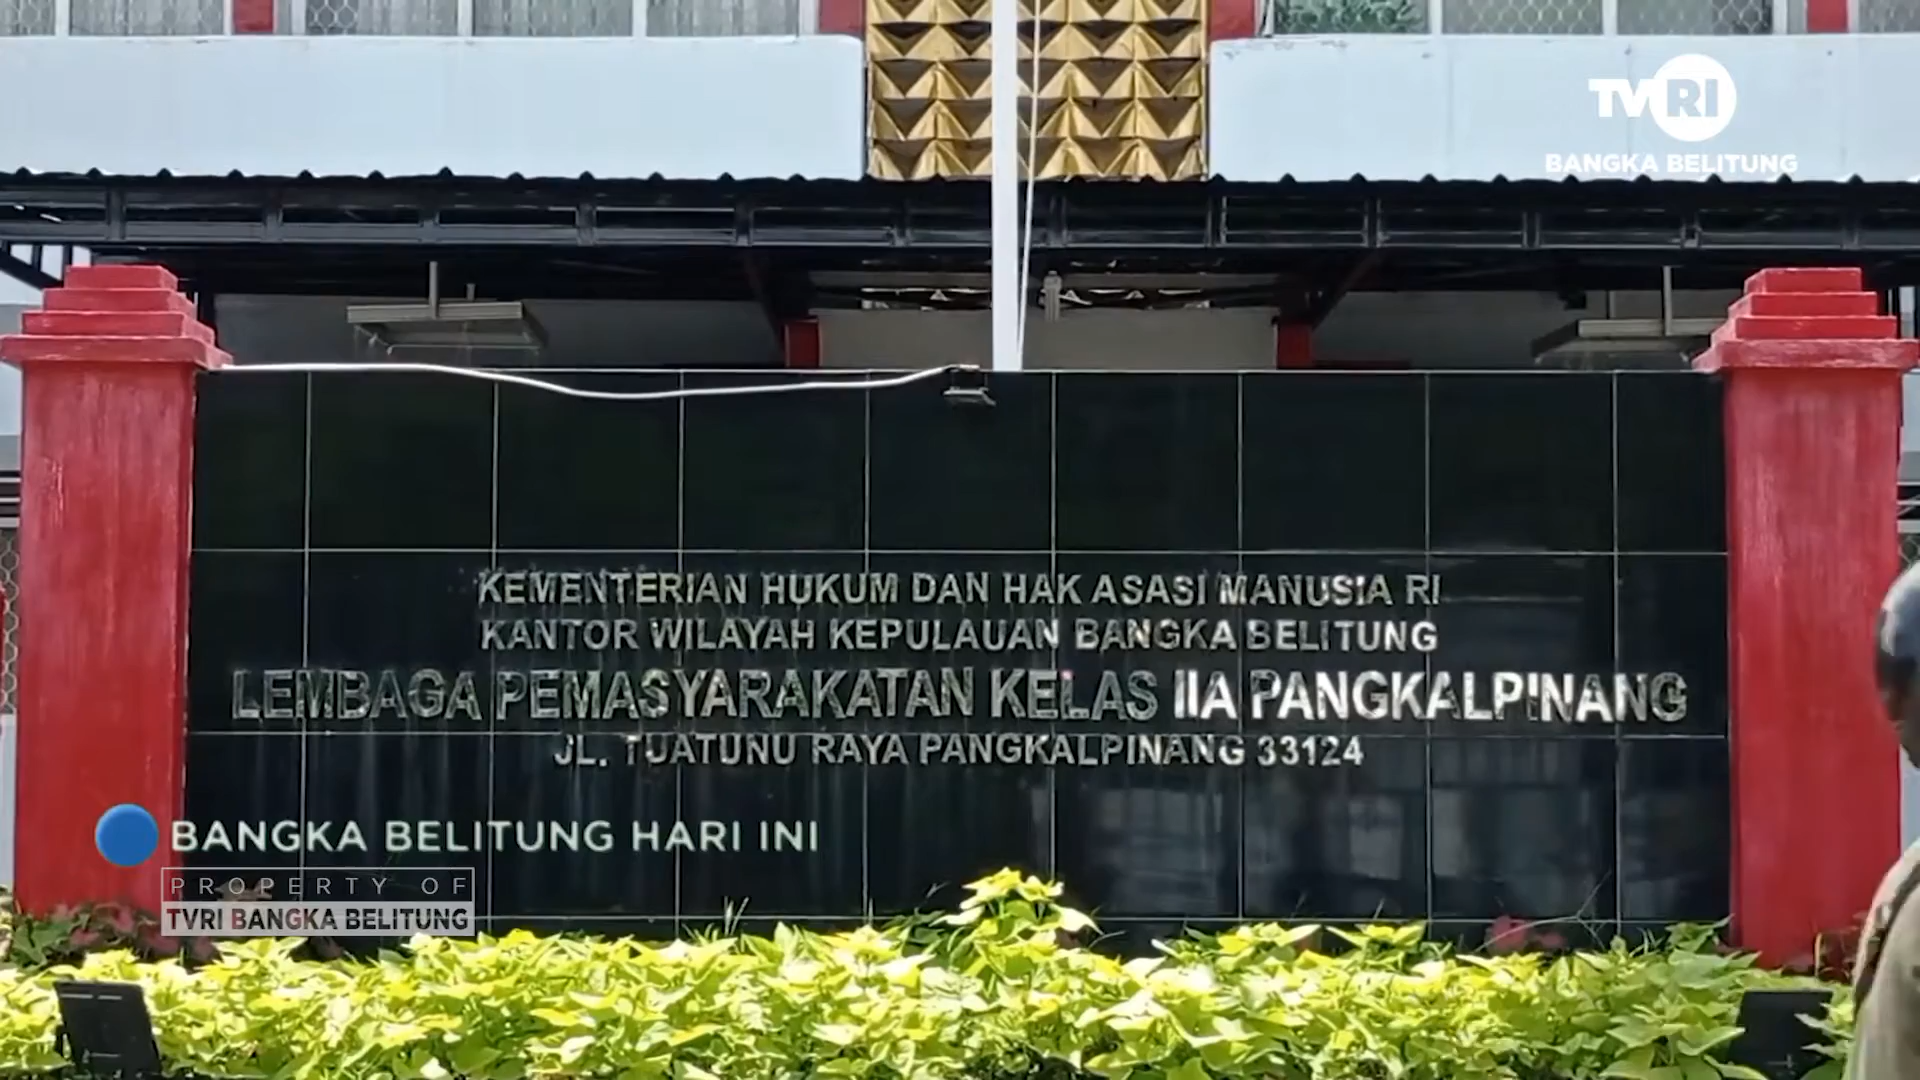 TVRI
BANGKA BELITUNG
KEMENTERIAN HUKUM DAN HAK ASASI MANUSIA RI
KANTOR WILAYAH KEPULAUAN BANGKA BELITUNG
LEMBAGA PEMASYARAKATAN KELAS IIA PANGKALPINANG
JL. TUATUNU RAYA PANGKALPINANG 33124
BANGKA BELITUNG HARI INI
PROPERTY OF
TVRI BANGKA BELITUNG